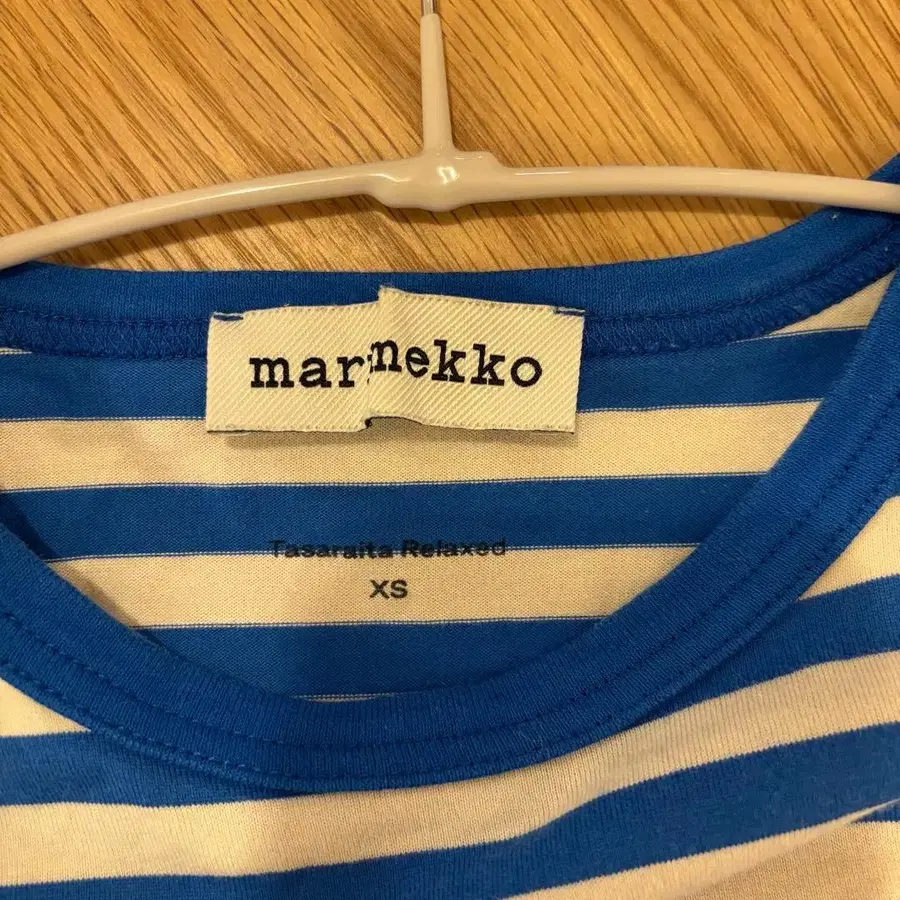 marimekko
Tasaraita Relaxed
XS